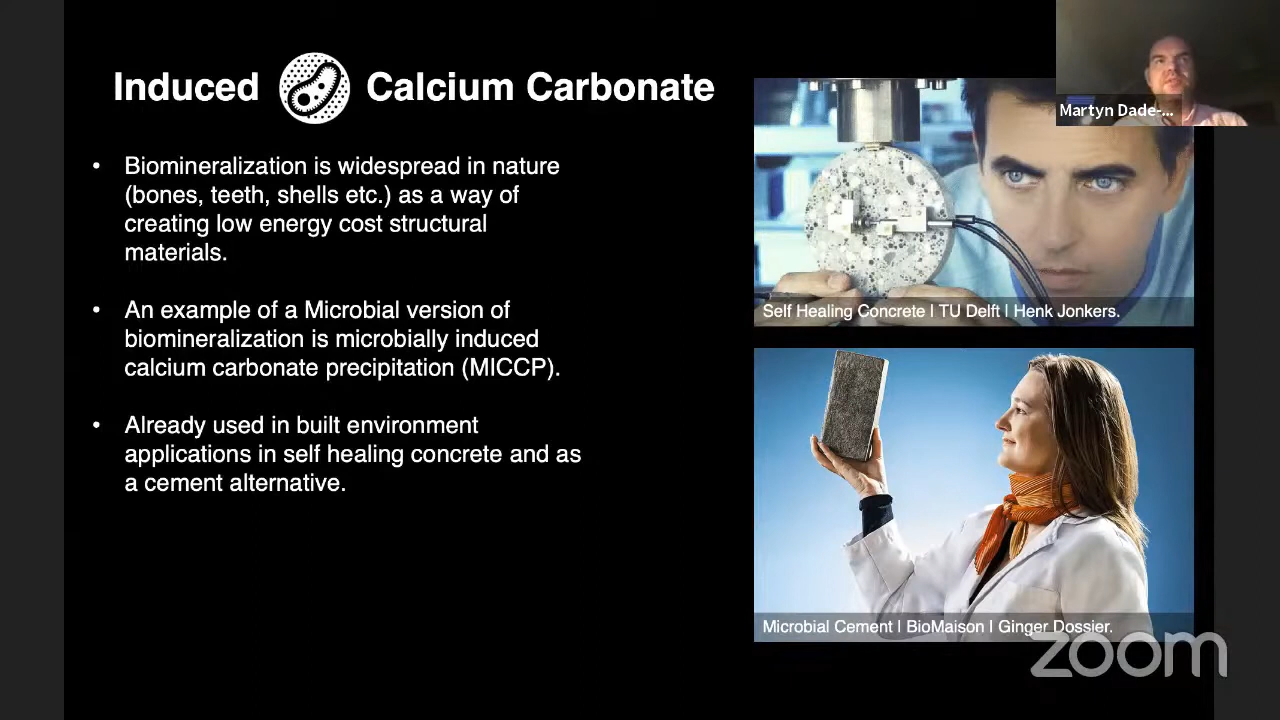 Induced Calcium Carbonate
• Biomineralization is widespread in nature
(bones, teeth, shells etc.) as a way of
creating low energy cost structural
materials.
• An example of a Microbial version of
biomineralization is microbially induced
calcium carbonate precipitation (MICCP).
• Already used in built environment
applications in self healing concrete and as
a cement alternative.
Martyn Dade-...
Self Healing Concrete | TU Delft | Henk Jonkers.
Microbial Cement | BioMaison | Ginger Dossier.
zoom